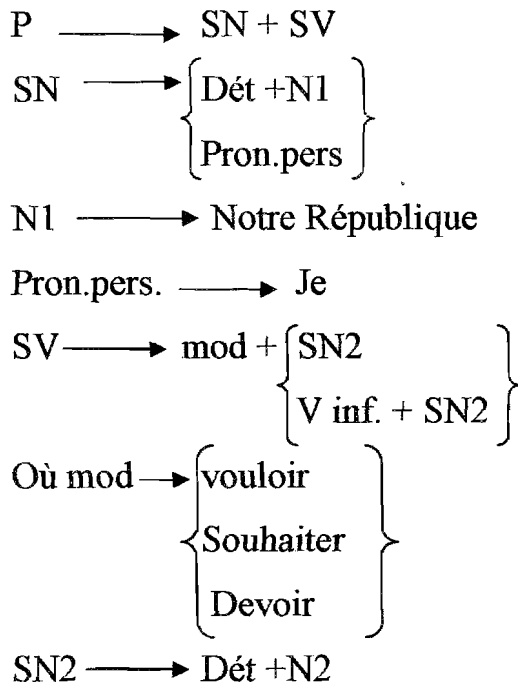 P ⟶ SN + SV
SN ⟶ { Dét +N1
Pron.pers }
N1 ⟶ Notre République
Pron.pers. ⟶ Je
SV ⟶ mod + { SN2
V inf. + SN2 }
Où mod ⟶ { vouloir
Souhaiter
Devoir }
SN2 ⟶ Dét +N2